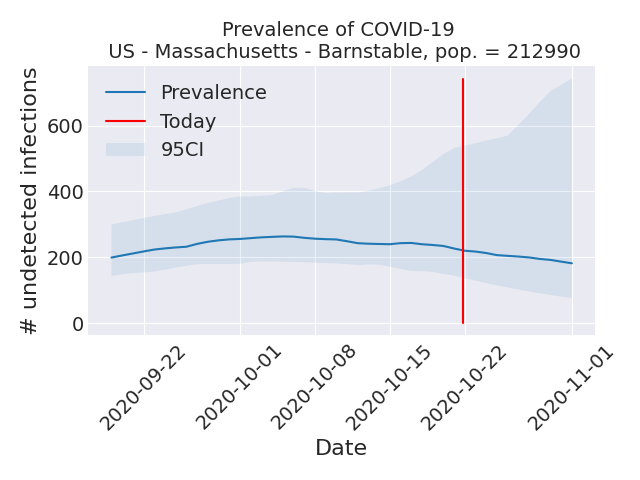 Prevalence of COVID-19
US - Massachusetts - Barnstable, pop. = 212990
# undetected infections
600
400
200
0
Prevalence
Today
95CI
2020-09-22
2020-10-01
2020-10-08
2020-10-15
2020-10-22
2020-11-01
Date